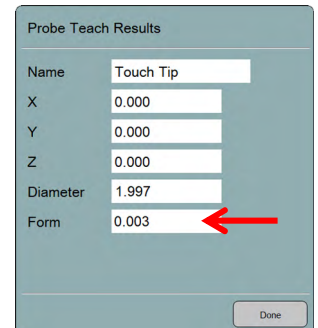 Probe Teach Results
Name Touch Tip
X 0.000
Y 0.000
Z 0.000
Diameter 1.997
Form 0.003
Done